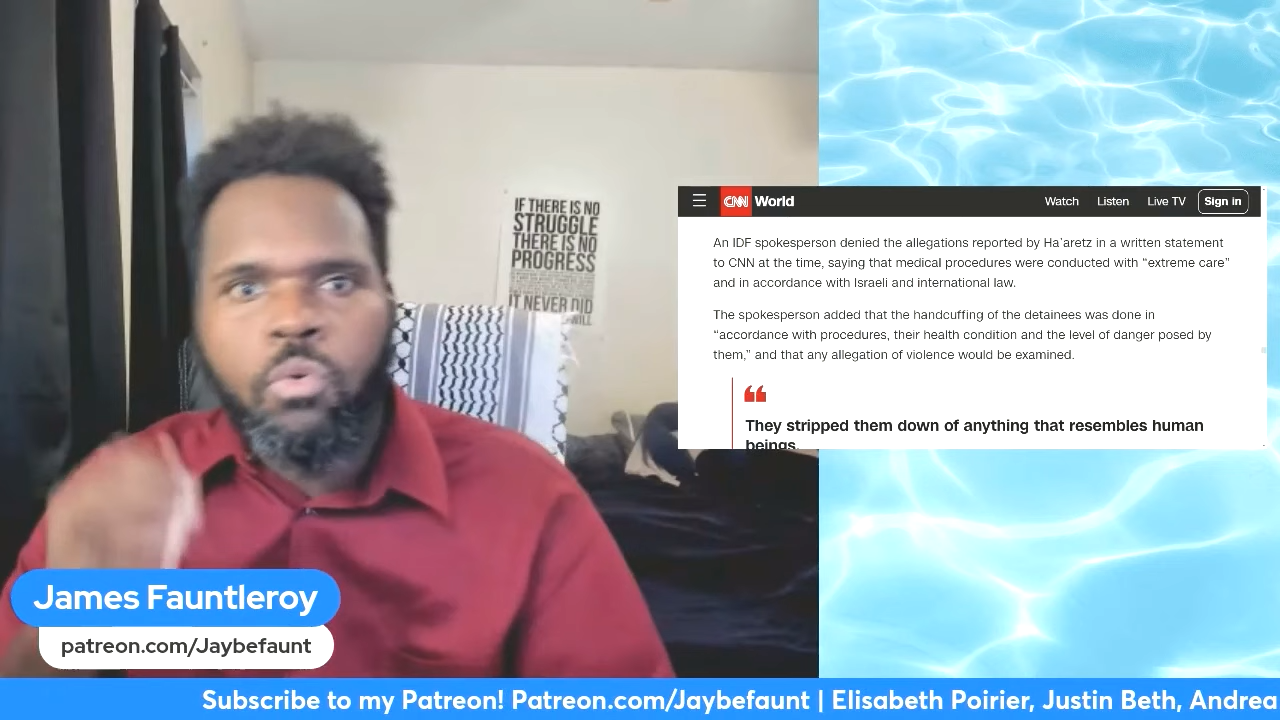 IF THERE IS NO
STRUGGLE
THERE IS NO
PROGRESS
IT NEVER DID
WILL
CNN World
Watch
Listen
Live TV
Sign in
An IDF spokesperson denied the allegations reported by Ha'aretz in a written statement
to CNN at the time, saying that medical procedures were conducted with “extreme care”
and in accordance with Israeli and international law.
The spokesperson added that the handcuffing of the detainees was done in
“accordance with procedures, their health condition and the level of danger posed by
them,” and that any allegation of violence would be examined.
They stripped them down of anything that resembles human
beings
James Fauntleroy
patreon.com/Jaybefaunt
Subscribe to my Patreon! Patreon.com/Jaybefaunt | Elisabeth Poirier, Justin Beth, Andrea